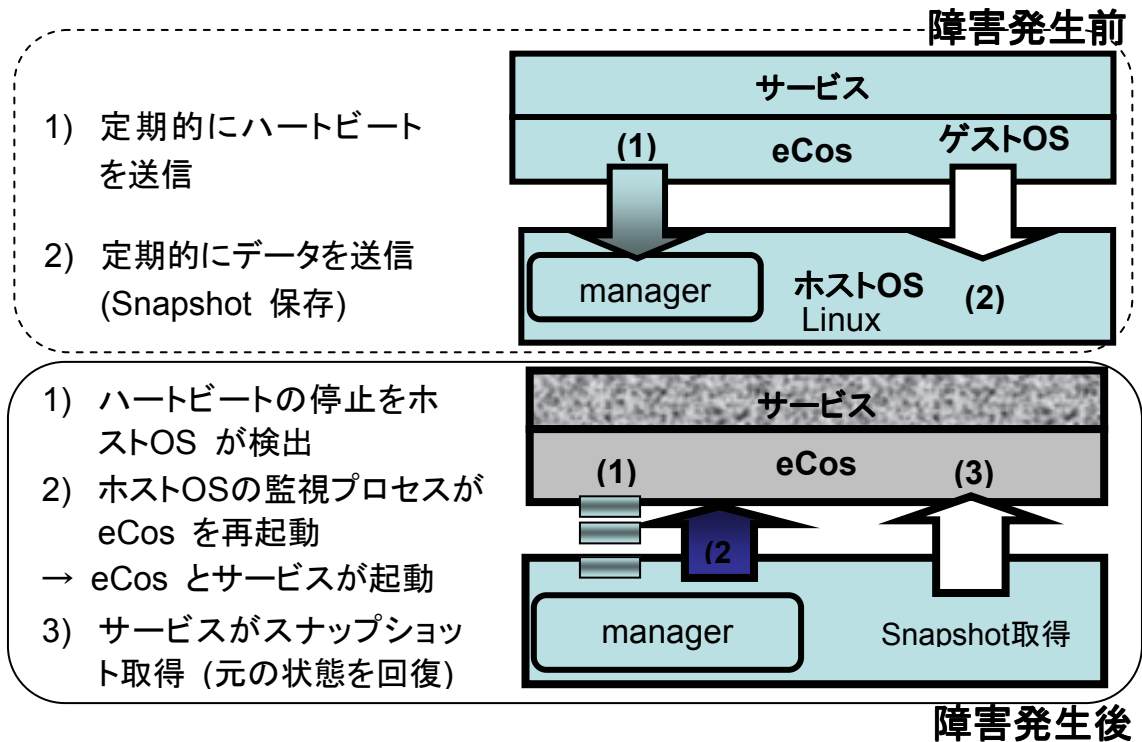 障害発生前
1) 定期的にハートビート
を送信
2) 定期的にデータを送信
(Snapshot 保存)
サービス
(1)
eCos
ゲストOS
manager
ホストOS
Linux
(2)
1) ハートビートの停止をホ
ストOS が検出
2) ホストOSの監視プロセスが
eCos を再起動
→ eCos とサービスが起動
3) サービスがスナップショッ
ト取得 (元の状態を回復)
サービス
(1)
eCos
(3)
(2
manager
Snapshot取得
障害発生後